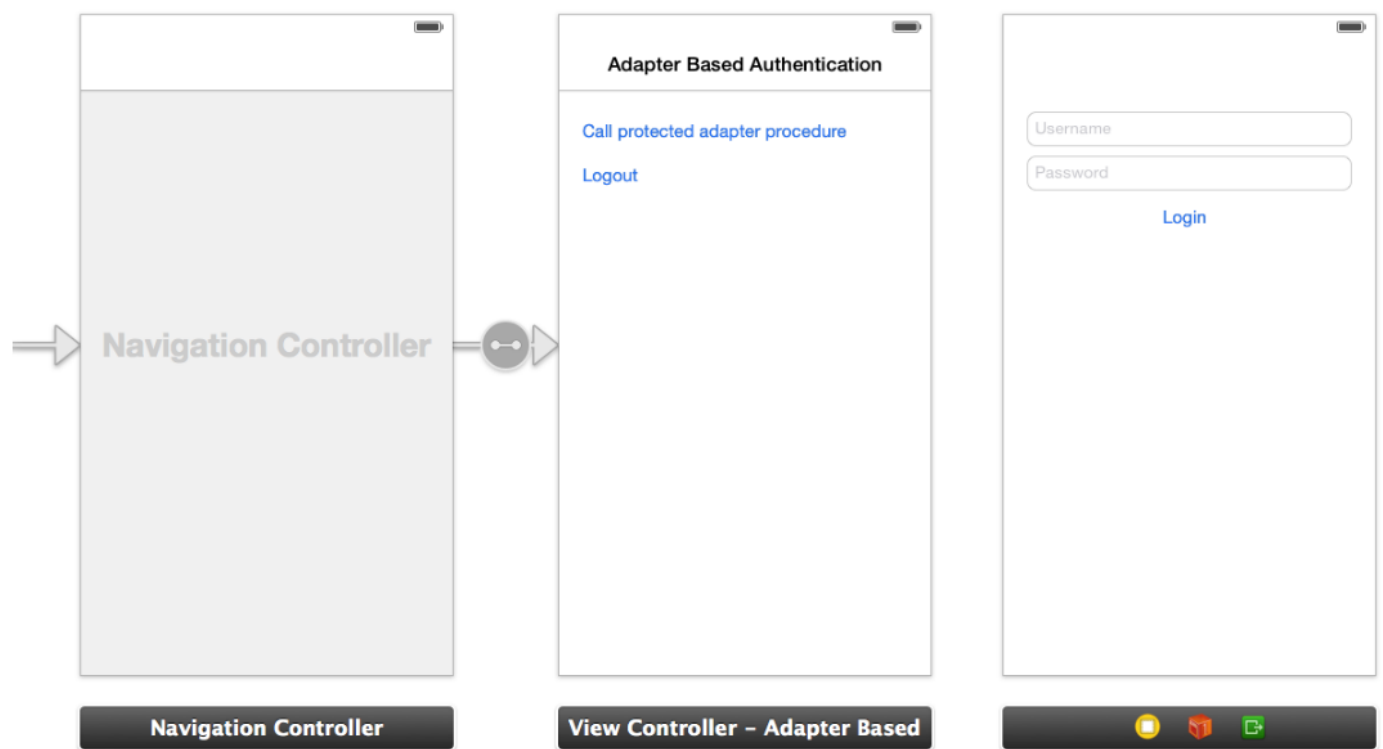 Navigation Controller
Navigation Controller
Adapter Based Authentication
Call protected adapter procedure
Logout
View Controller – Adapter Based
Username
Password
Login